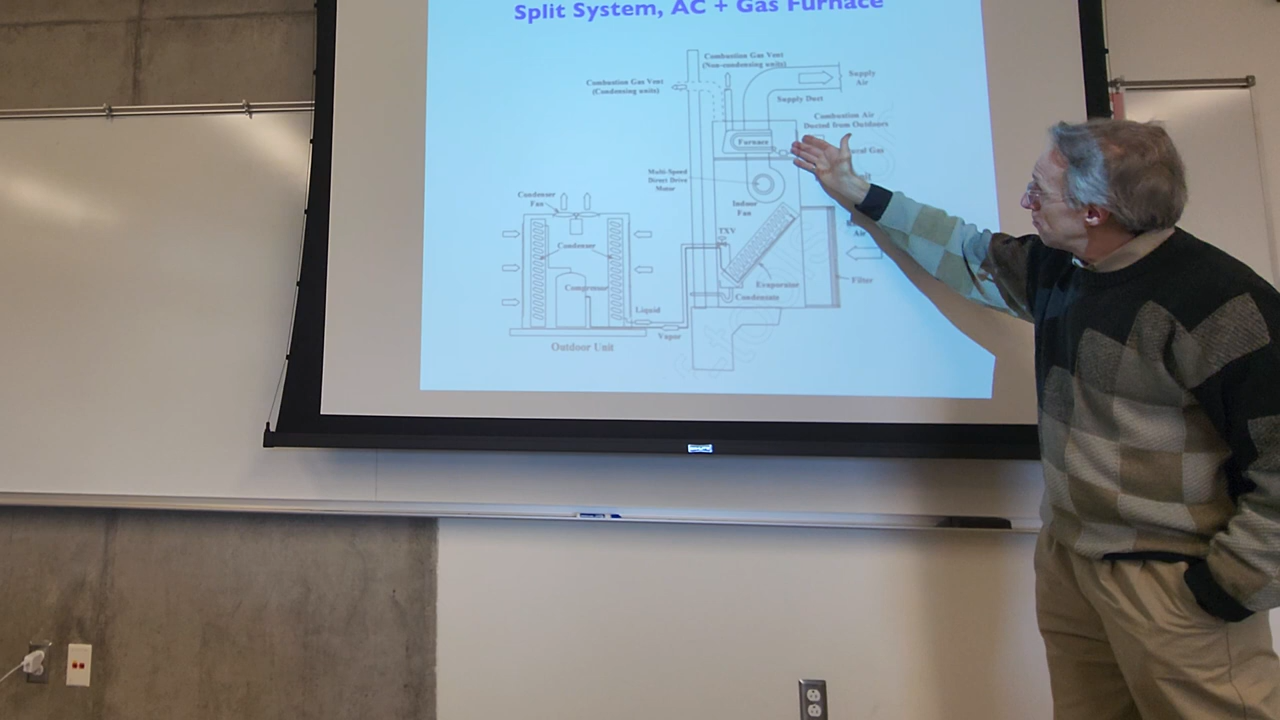 Split System, AC + Gas Furnace
Combustion Gas Vent
(Non-condensing units)
Combustion Gas Vent
(Condensing units)
Supply
Air
Supply Duct
Combustion Air
Ducted from Outdoors
Furnace
Gas
Multi-Speed
Direct Drive
Motor
Indoor
Fan
Condenser
Fan
TXV
Air
Condenser
Evaporator
Filter
Compressor
Condensate
Liquid
Vapor
Outdoor Unit